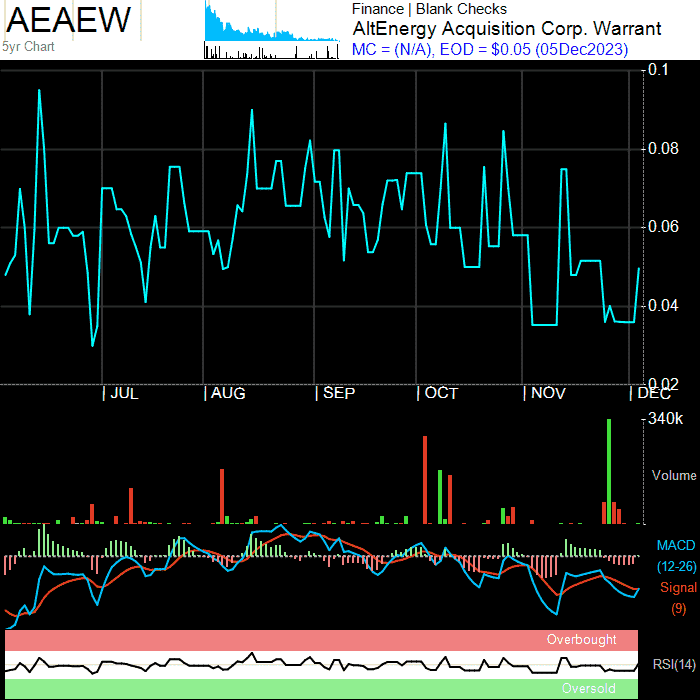 AEAEW
5yr Chart
Finance | Blank Checks
AltEnergy Acquisition Corp. Warrant
MC = (N/A), EOD = $0.05 (05Dec2023)
0.1
0.08
0.06
0.04
0.02
JUL AUG SEP OCT NOV DEC
340k
Volume
MACD
(12-26)
Signal
(9)
Overbought
RSI(14)
Oversold